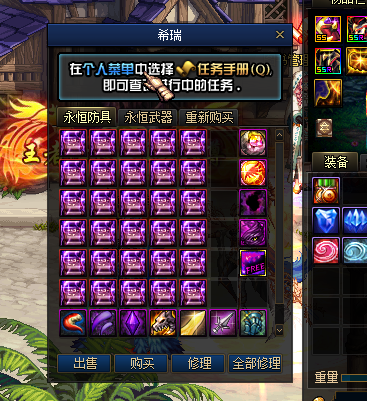 希瑞
在个人菜单中选择 任务手册(Q),
即可查 行中的任务.
永恒防具 永恒武器 重新购买
FREE
出售 购买 修理 全部修理
装备
重量